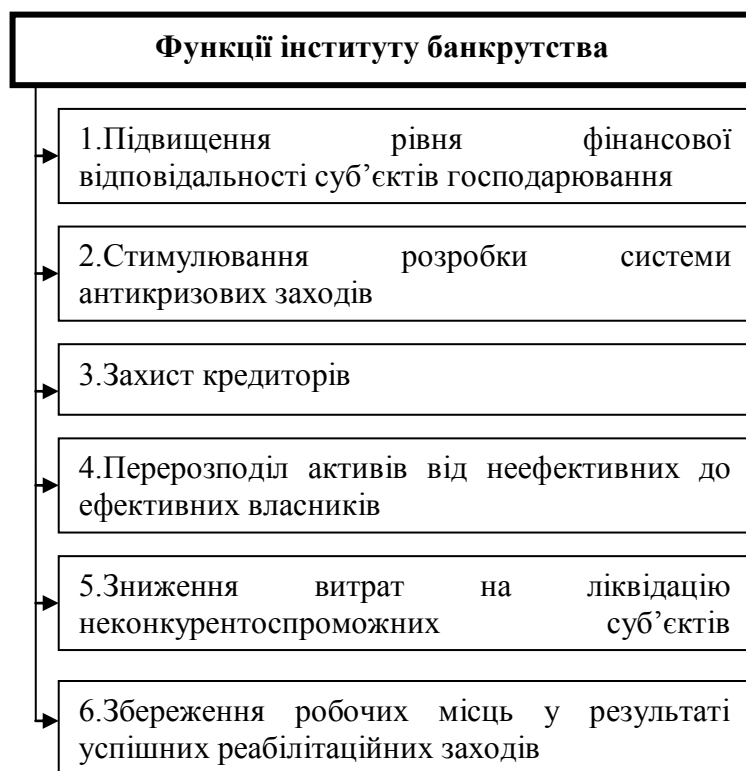 Функції інституту банкрутства
1.Підвищення рівня фінансової
відповідальності суб’єктів господарювання
2.Стимулювання розробки системи
антикризових заходів
3.Захист кредиторів
4.Перерозподіл активів від неефективних до
ефективних власників
5.Зниження витрат на ліквідацію
неконкурентоспроможних суб’єктів
6.Збереження робочих місць у результаті
успішних реабілітаційних заходів